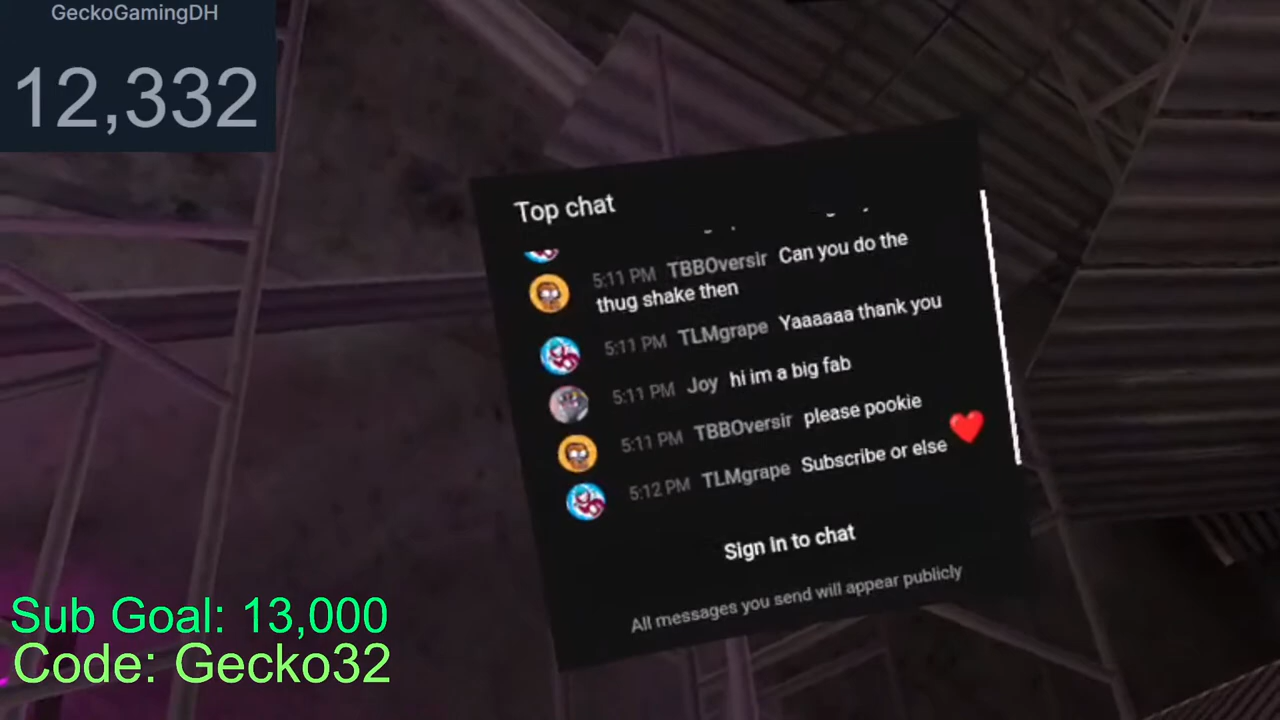 GeckoGamingDH
12,332
Top chat
5:11 PM TBBOversir Can you do the
thug shake then
5:11 PM TLMgrape Yaaaaaa thank you
5:11 PM Joy hi im a big fab
5:11 PM TBBOversir please pookie
5:12 PM TLMgrape Subscribe or else ❤️
Sign in to chat
All messages you send will appear publicly
Sub Goal: 13,000
Code: Gecko32